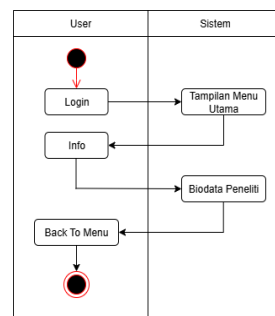 User
Sistem
Login
Tampilan Menu
Utama
Info
Biodata Peneliti
Back To Menu